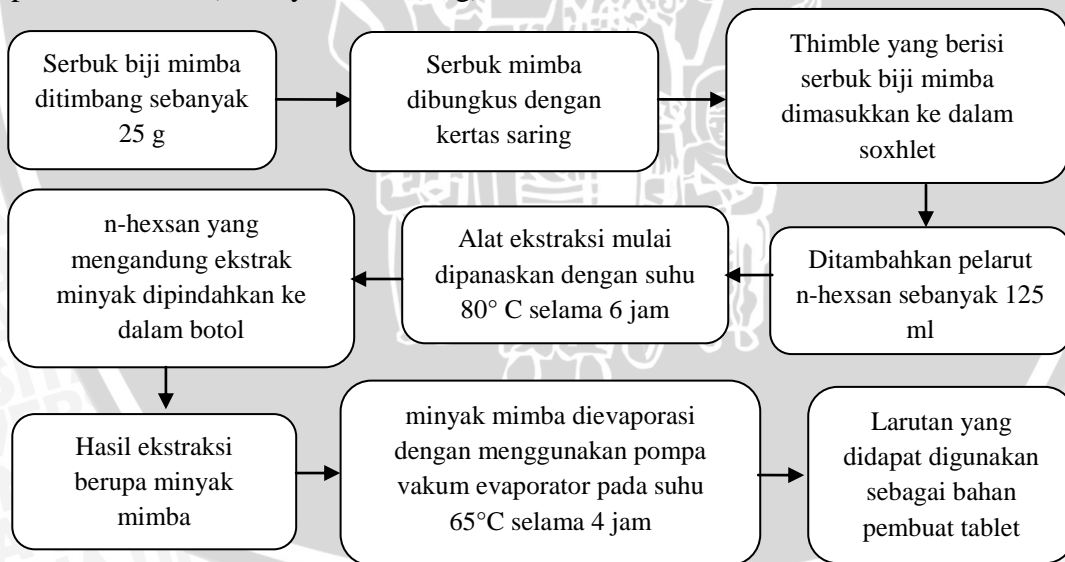 Serbuk biji mimba
ditimbang sebanyak
25 g
Serbuk mimba
dibungkus dengan
kertas saring
Thimble yang berisi
serbuk biji mimba
dimasukkan ke dalam
soxhlet
Ditambahkan pelarut
n-hexsan sebanyak 125
ml
Alat ekstraksi mulai
dipanaskan dengan suhu
80° C selama 6 jam
n-hexsan yang
mengandung ekstrak
minyak dipindahkan ke
dalam botol
Hasil ekstraksi
berupa minyak
mimba
minyak mimba dievaporasi
dengan menggunakan pompa
vakum evaporator pada suhu
65°C selama 4 jam
Larutan yang
didapat digunakan
sebagai bahan
pembuat tablet